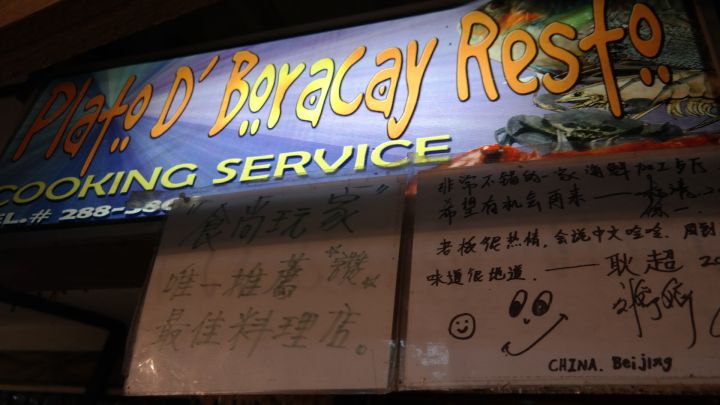 Plato D' Boracay Resto
COOKING SERVICE
TEL.# 288-
"食尚玩家"
唯一推薦 讚
最佳料理店。
非常不错的一家海鲜加工
希望有机会再来——
老板很热情,会说中文哈哈.
味道很地道. ——耿超
CHINA. Beijing